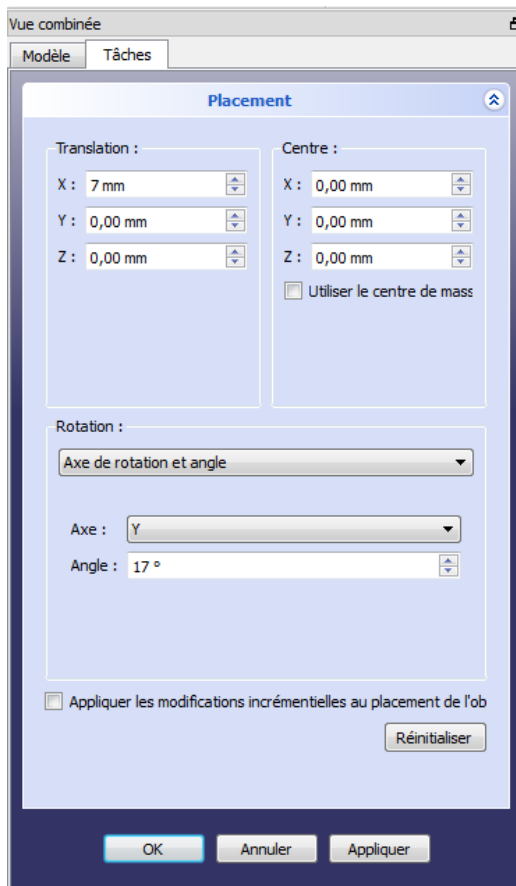 Vue combinée
Modèle
Tâches
Placement
Translation :
X : 7 mm
Y : 0,00 mm
Z : 0,00 mm
Centre :
X : 0,00 mm
Y : 0,00 mm
Z : 0,00 mm
Utiliser le centre de mass
Rotation :
Axe de rotation et angle
Axe : Y
Angle : 17 °
Appliquer les modifications incrémentielles au placement de l'ob
Réinitialiser
OK
Annuler
Appliquer